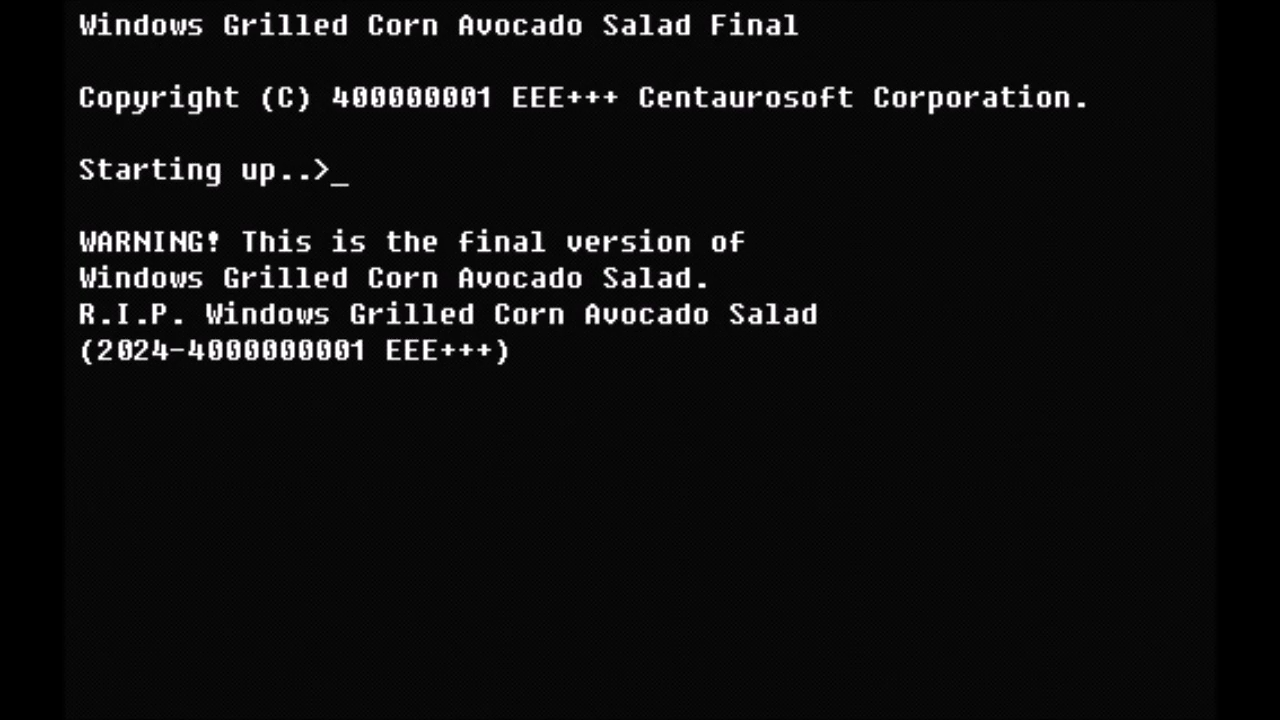 Windows Grilled Corn Avocado Salad Final
Copyright (C) 400000001 EEE+++ Centaurosoft Corporation.
Starting up..>_
WARNING! This is the final version of
Windows Grilled Corn Avocado Salad.
R.I.P. Windows Grilled Corn Avocado Salad
(2024-4000000001 EEE+++)